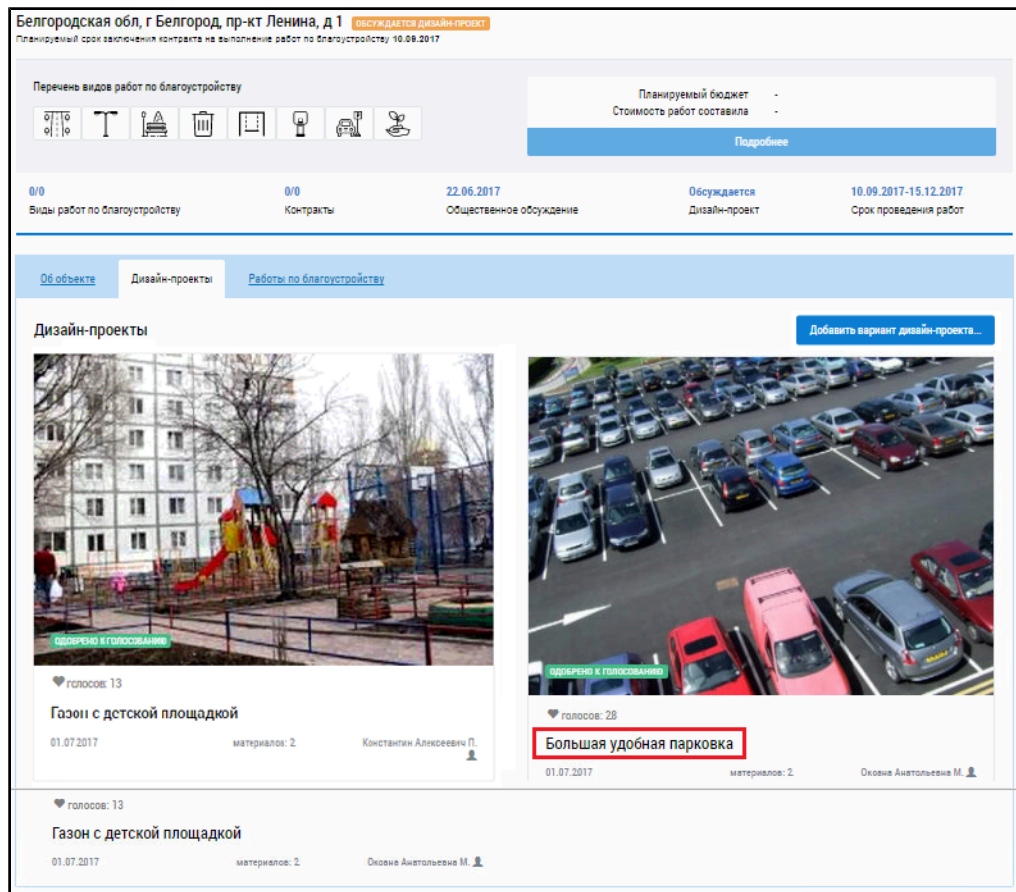 Белгородская обл, г Белгород, пр-кт Ленина, д 1 ОБСУЖДАЕТСЯ ДИЗАЙН-ПРОЕКТ
Планируемый срок заключения контракта на выполнение работ по благоустройству 10.09.2017
Перечень видов работ по благоустройству
Планируемый бюджет -
Стоимость работ составила -
Подробнее
0/0 0/0 22.06.2017 Обсуждается 10.09.2017-15.12.2017
Виды работ по благоустройству Контракты Общественное обсуждение Дизайн-проект Срок проведения работ
Об объекте Дизайн-проекты Работы по благоустройству
Дизайн-проекты Добавить вариант дизайн-проекта...
ОДОБРЕНО К ГОЛОСОВАНИЮ
голосов: 13
Газон с детской площадкой
01.07.2017 материалов: 2 Константин Алексеевич П.
ОДОБРЕНО К ГОЛОСОВАНИЮ
голосов: 28
Большая удобная парковка
01.07.2017 материалов: 2 Оковна Анатольевна М.
голосов: 13
Газон с детской площадкой
01.07.2017 материалов: 2 Оковна Анатольевна М.